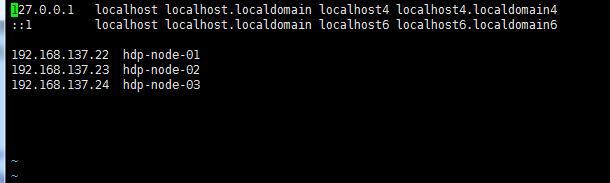 127.0.0.1   localhost localhost.localdomain localhost4 localhost4.localdomain4
::1         localhost localhost.localdomain localhost6 localhost6.localdomain6
192.168.137.22  hdp-node-01
192.168.137.23  hdp-node-02
192.168.137.24  hdp-node-03
~
~